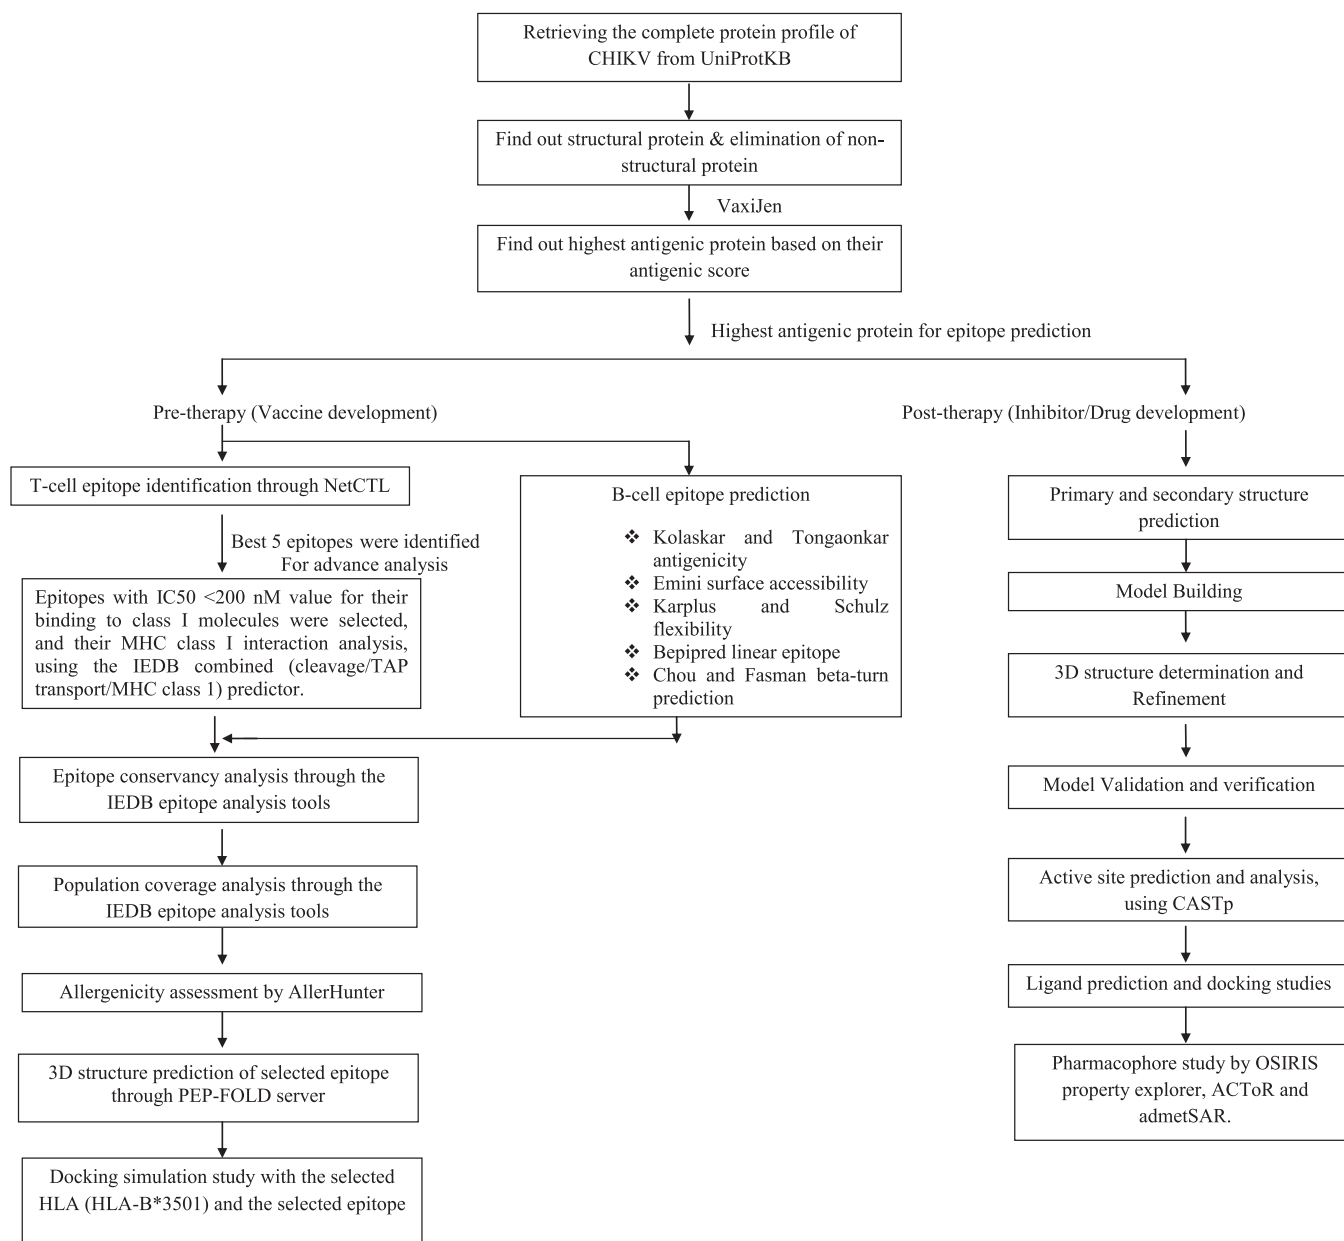 Retrieving the complete protein profile of
CHIKV from UniProtKB
Find out structural protein & elimination of non-
structural protein
VaxiJen
Find out highest antigenic protein based on their
antigenic score
Highest antigenic protein for epitope prediction
Pre-therapy (Vaccine development)
T-cell epitope identification through NetCTL
Best 5 epitopes were identified
For advance analysis
Epitopes with IC50 <200 nM value for their
binding to class I molecules were selected,
and their MHC class I interaction analysis,
using the IEDB combined (cleavage/TAP
transport/MHC class 1) predictor.
B-cell epitope prediction
❖ Kolaskar and Tongaonkar
antigenicity
❖ Emini surface accessibility
❖ Karplus and Schulz
flexibility
❖ Bepipred linear epitope
❖ Chou and Fasman beta-turn
prediction
Epitope conservancy analysis through the
IEDB epitope analysis tools
Population coverage analysis through the
IEDB epitope analysis tools
Allergenicity assessment by AllerHunter
3D structure prediction of selected epitope
through PEP-FOLD server
Docking simulation study with the selected
HLA (HLA-B*3501) and the selected epitope
Post-therapy (Inhibitor/Drug development)
Primary and secondary structure
prediction
Model Building
3D structure determination and
Refinement
Model Validation and verification
Active site prediction and analysis,
using CASTp
Ligand prediction and docking studies
Pharmacophore study by OSIRIS
property explorer, ACToR and
admetSAR.